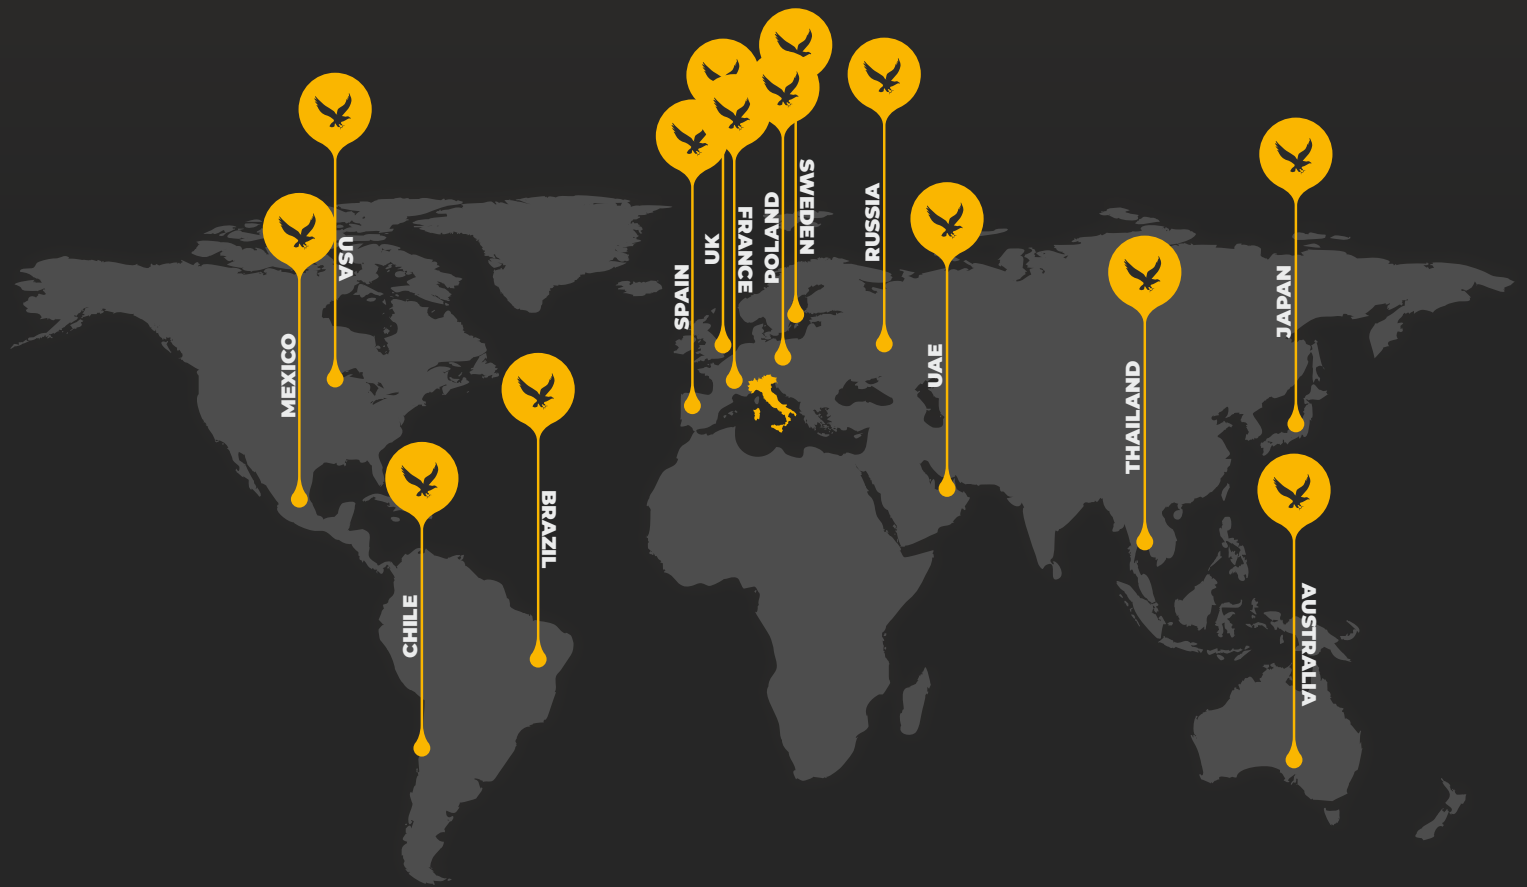 USA
MEXICO
CHILE
BRAZIL
SPAIN
UK
FRANCE
POLAND
SWEDEN
RUSSIA
UAE
THAILAND
JAPAN
AUSTRALIA